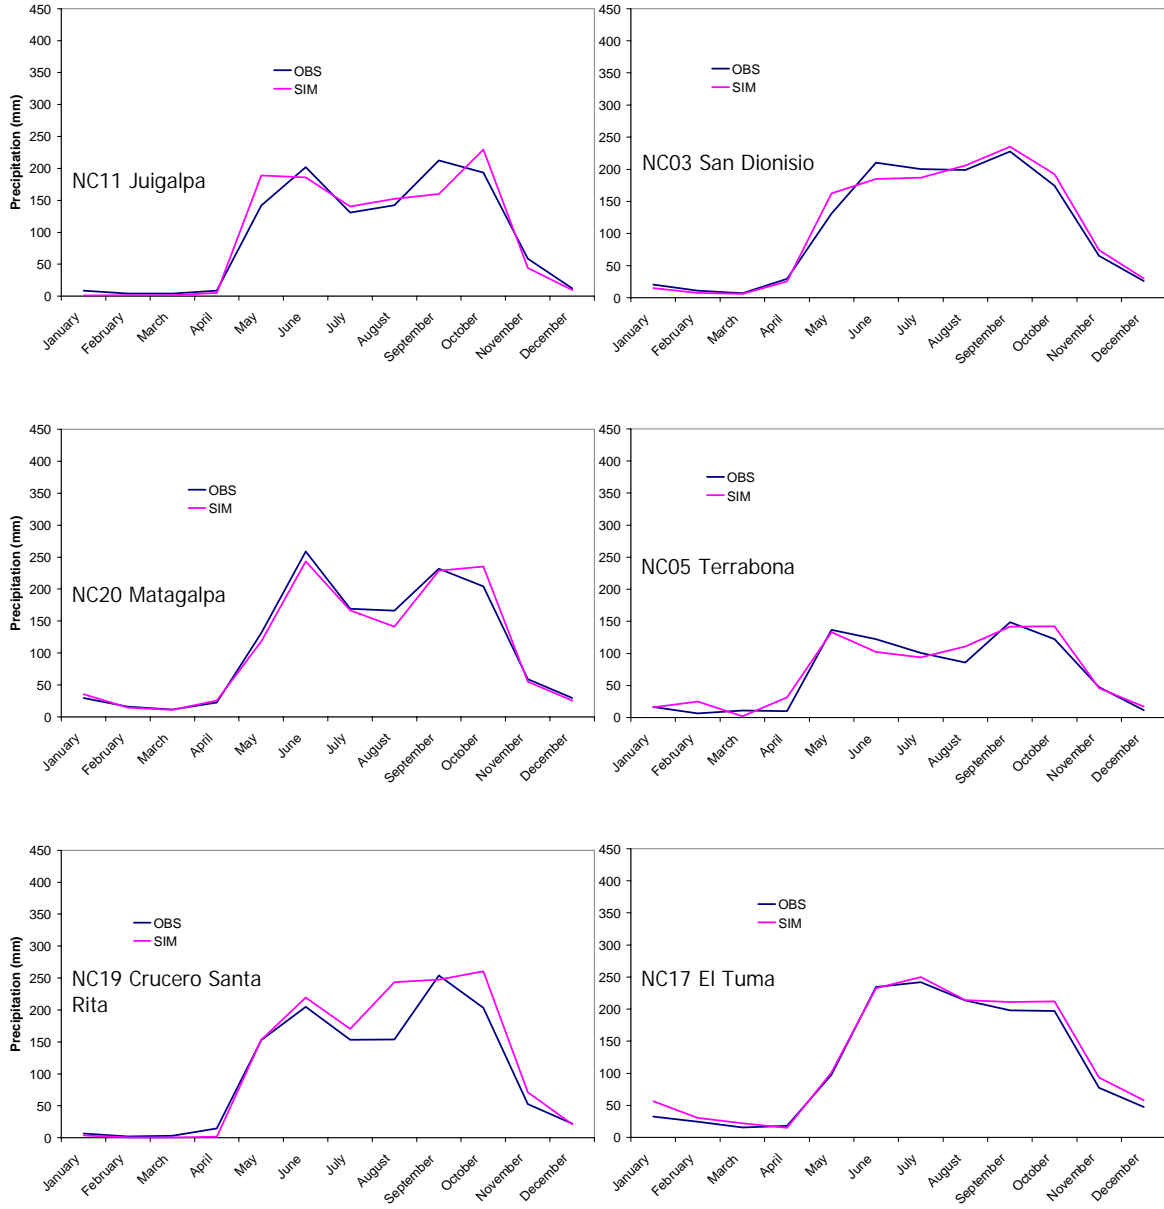 Precipitation (mm)
450
400
350
300
250
200
150
100
50
0
OBS
SIM
NC11 Juigalpa
January
February
March
April
May
June
July
August
September
October
November
December
450
400
350
300
250
200
150
100
50
0
OBS
SIM
NC03 San Dionisio
January
February
March
April
May
June
July
August
September
October
November
December
Precipitation (mm)
450
400
350
300
250
200
150
100
50
0
OBS
SIM
NC20 Matagalpa
January
February
March
April
May
June
July
August
September
October
November
December
450
400
350
300
250
200
150
100
50
0
OBS
SIM
NC05 Terrabona
January
February
March
April
May
June
July
August
September
October
November
December
Precipitation (mm)
450
400
350
300
250
200
150
100
50
0
OBS
SIM
NC19 Crucero Santa
Rita
January
February
March
April
May
June
July
August
September
October
November
December
450
400
350
300
250
200
150
100
50
0
OBS
SIM
NC17 El Tuma
January
February
March
April
May
June
July
August
September
October
November
December